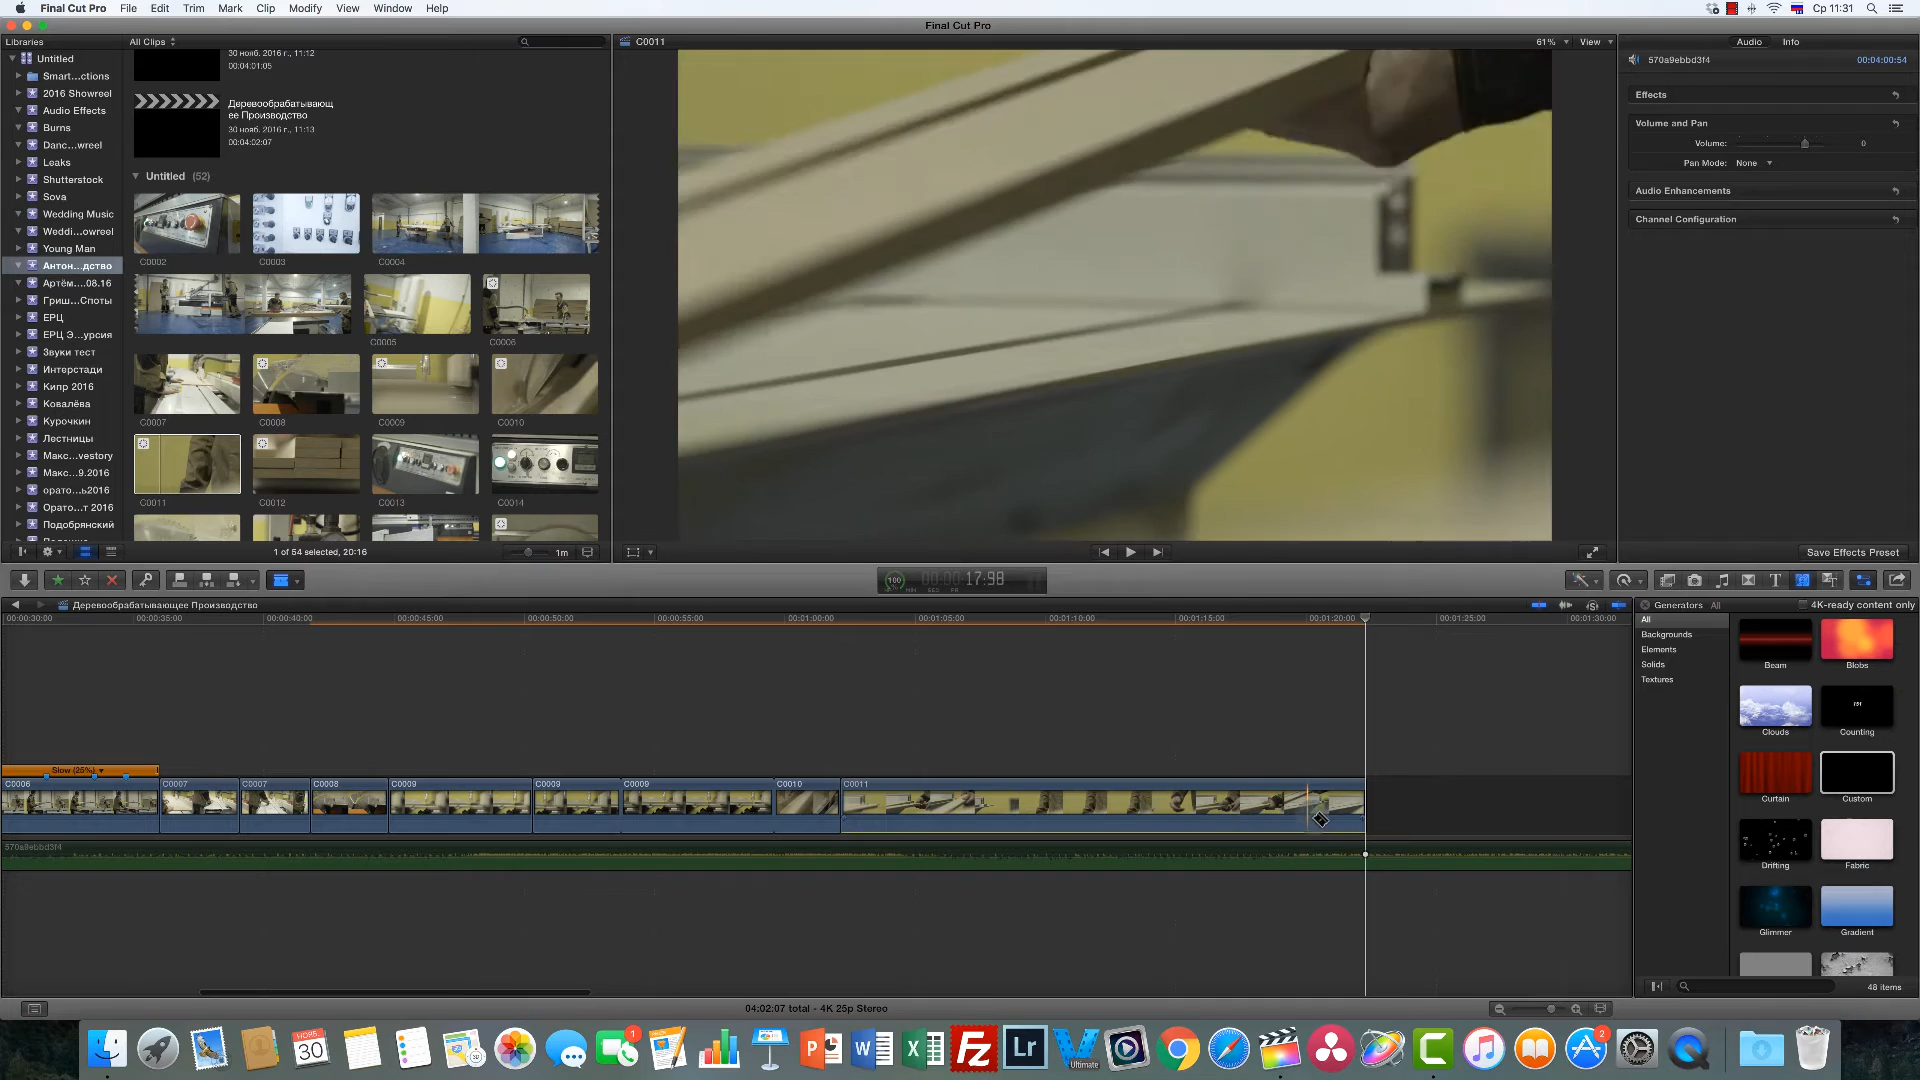 Final Cut Pro File Edit Trim Mark Clip Modify View Window Help
Ср 11:31
Final Cut Pro
Libraries
All Clips
C0011
61%
View
Audio
Info
Untitled
Smart...ctions
2016 Showreel
Audio Effects
Burns
Danc...wreel
Leaks
Shutterstock
Sova
Wedding Music
Weddi...owreel
Young Man
Антон...дство
Артём....08.16
Гриш...Споты
ЕРЦ
ЕРЦ Э...урсия
Звуки тест
Интерстади
Кипр 2016
Ковалёва
Курочкин
Лестницы
Макс...vestory
Макс...9.2016
орато...ь2016
Орато...т 2016
Подобрянский
30 нояб. 2016 г., 11:12
00:04:01:05
Деревообрабатывающ
ее Производство
30 нояб. 2016 г., 11:13
00:04:02:07
Untitled (52)
C0002
C0003
C0004
C0005
C0006
C0007
C0008
C0009
C0010
C0011
C0012
C0013
C0014
1 of 54 selected, 20:16
1m
570a9ebbd3f4
00:04:00:54
Effects
Volume and Pan
Volume:
0
Pan Mode: None
Audio Enhancements
Channel Configuration
Save Effects Preset
100
00:00:17:98
Деревообрабатывающее Производство
00:00:30:00
00:00:35:00
00:00:40:00
00:00:45:00
00:00:50:00
00:00:55:00
00:01:00:00
00:01:05:00
00:01:10:00
00:01:15:00
00:01:20:00
00:01:25:00
00:01:30:00
Slow (25%)
C0006
C0007
C0007
C0008
C0009
C0009
C0009
C0010
C0011
570a9ebbd3f4
Generators All
4K-ready content only
All
Backgrounds
Elements
Solids
Textures
Beam
Blobs
Clouds
Counting
Curtain
Custom
Drifting
Fabric
Glimmer
Gradient
48 items
04:02:07 total - 4K 25p Stereo
НОЯБ.
30
1
P
W
X
Fz
Lr
Ultimate
2